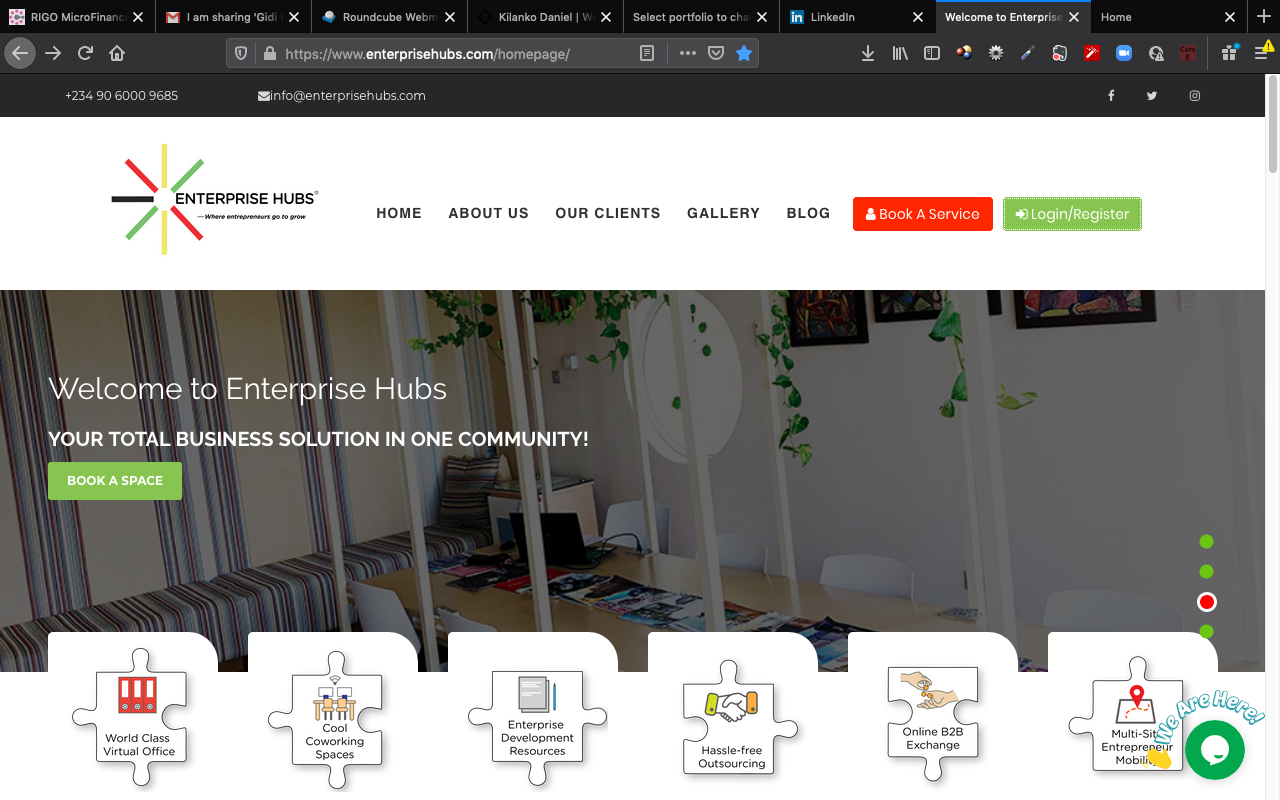 RIGO MicroFinanc
I am sharing 'Gidi
Roundcube Webm
Kilanko Daniel | W
Select portfolio to cha
LinkedIn
Welcome to Enterprise
Home
https://www.enterprisehubs.com/homepage/
+234 90 6000 9685
info@enterprisehubs.com
ENTERPRISE HUBS®
—Where entrepreneurs go to grow
HOME
ABOUT US
OUR CLIENTS
GALLERY
BLOG
Book A Service
Login/Register
Welcome to Enterprise Hubs
YOUR TOTAL BUSINESS SOLUTION IN ONE COMMUNITY!
BOOK A SPACE
World Class
Virtual Office
Cool
Coworking
Spaces
Enterprise
Development
Resources
Hassle-free
Outsourcing
Online B2B
Exchange
Multi-Sit
Entrepreneur
Mobility
We Are Here!